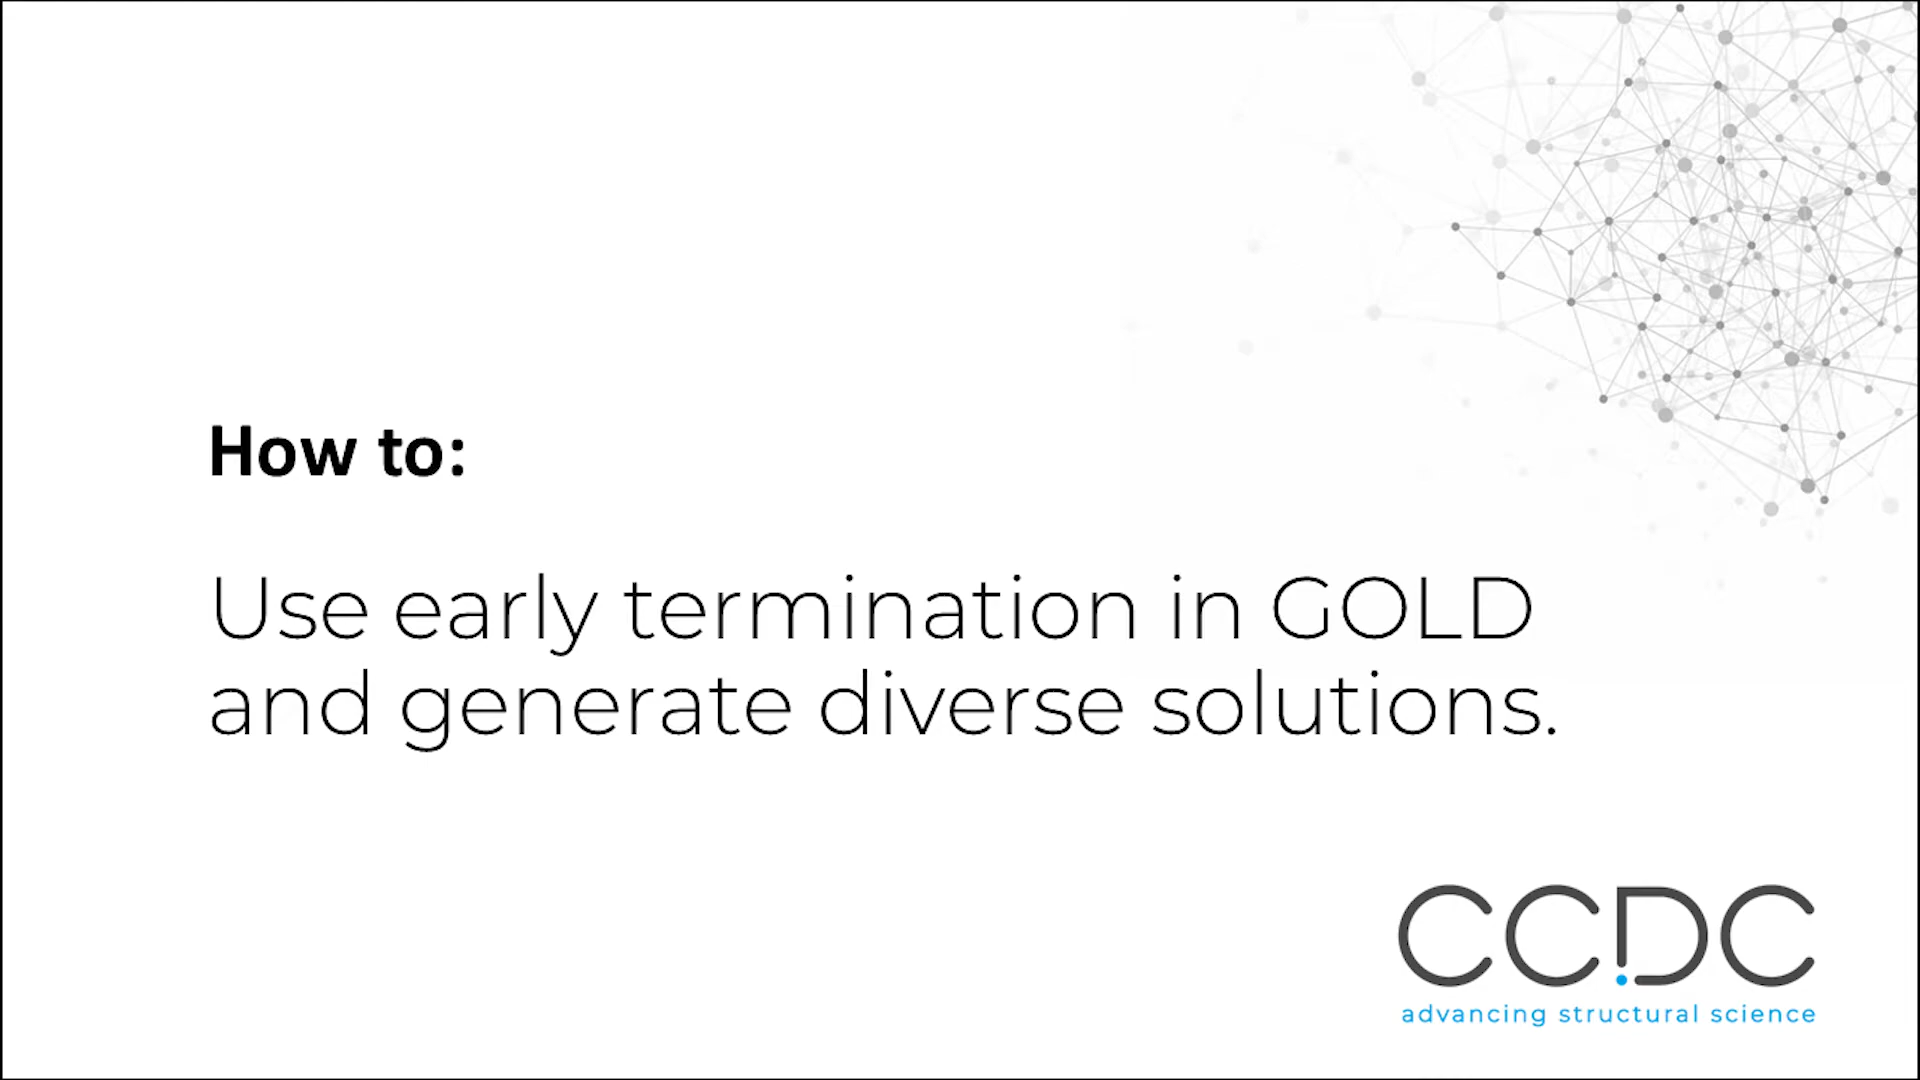 How to:
Use early termination in GOLD
and generate diverse solutions.
CCDC
advancing structural science